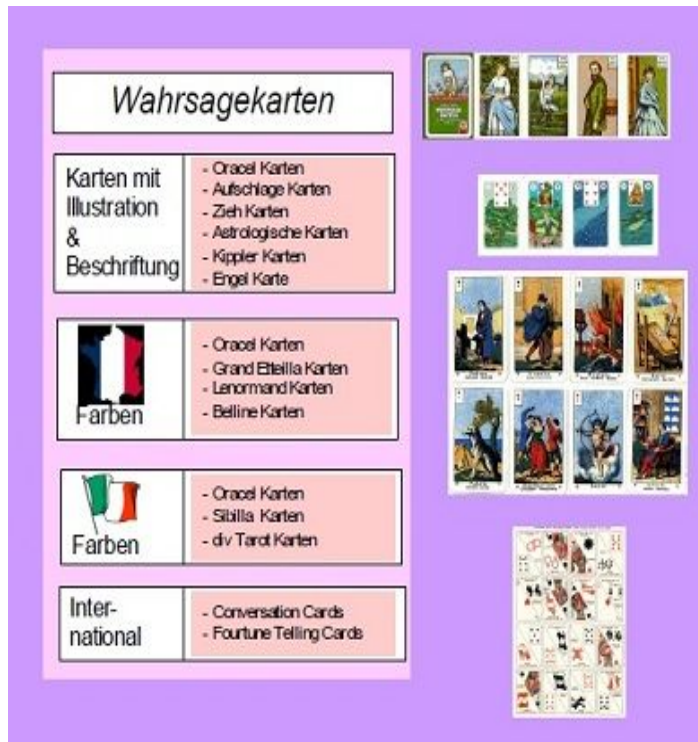 Wahrsagekarten
Karten mit
Illustration
&
Beschriftung
- Oracel Karten
- Aufschlage Karten
- Zieh Karten
- Astrologische Karten
- Kippler Karten
- Engel Karte
Farben
- Oracel Karten
- Grand Etteilla Karten
- Lenormand Karten
- Belline Karten
Farben
- Oracel Karten
- Sibilla Karten
- div Tarot Karten
Inter-
national
- Conversation Cards
- Fourtune Telling Cards